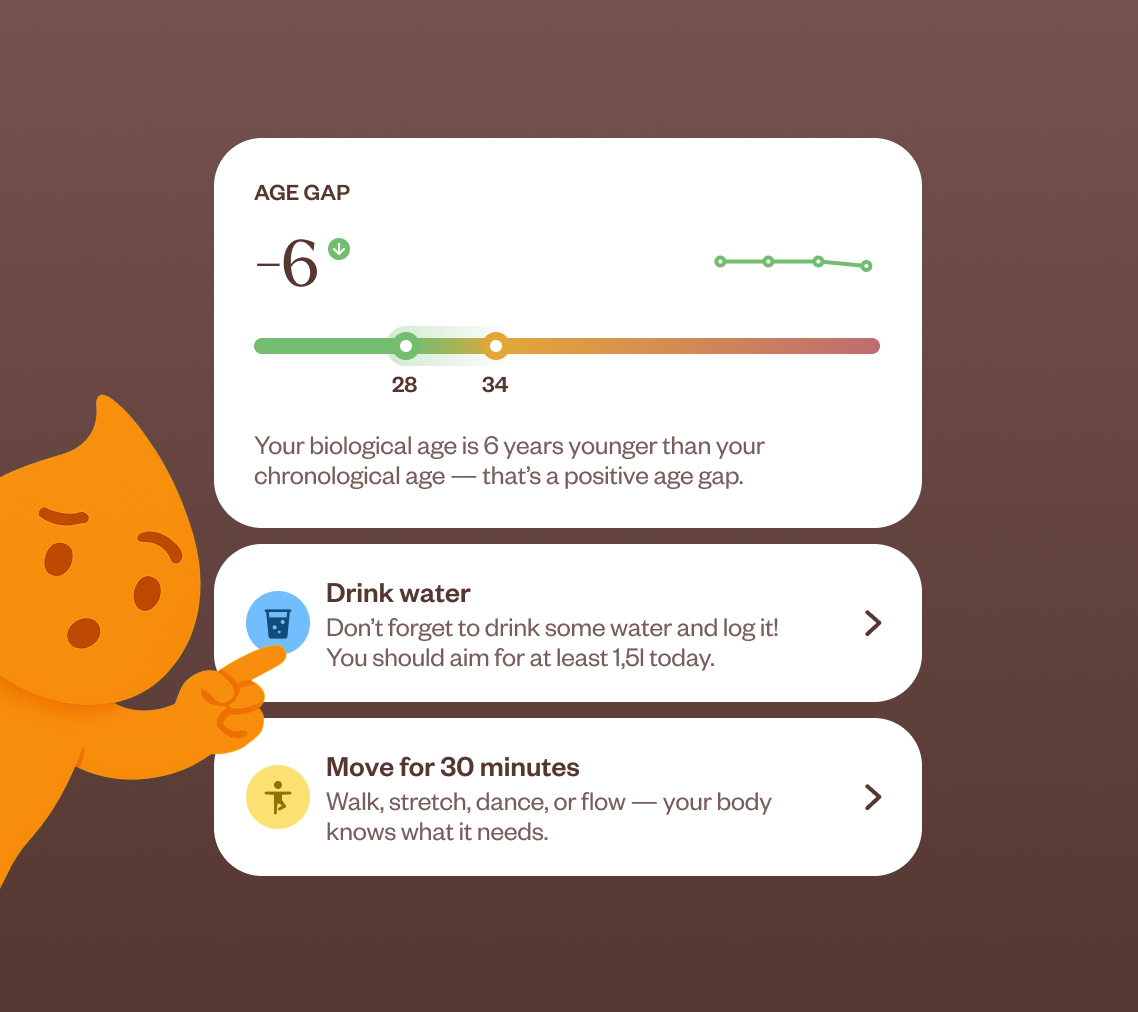 AGE GAP
–6
28
34
Your biological age is 6 years younger than your
chronological age — that’s a positive age gap.
Drink water
Don’t forget to drink some water and log it!
You should aim for at least 1,5l today.
Move for 30 minutes
Walk, stretch, dance, or flow — your body
knows what it needs.